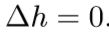 Δh = 0.